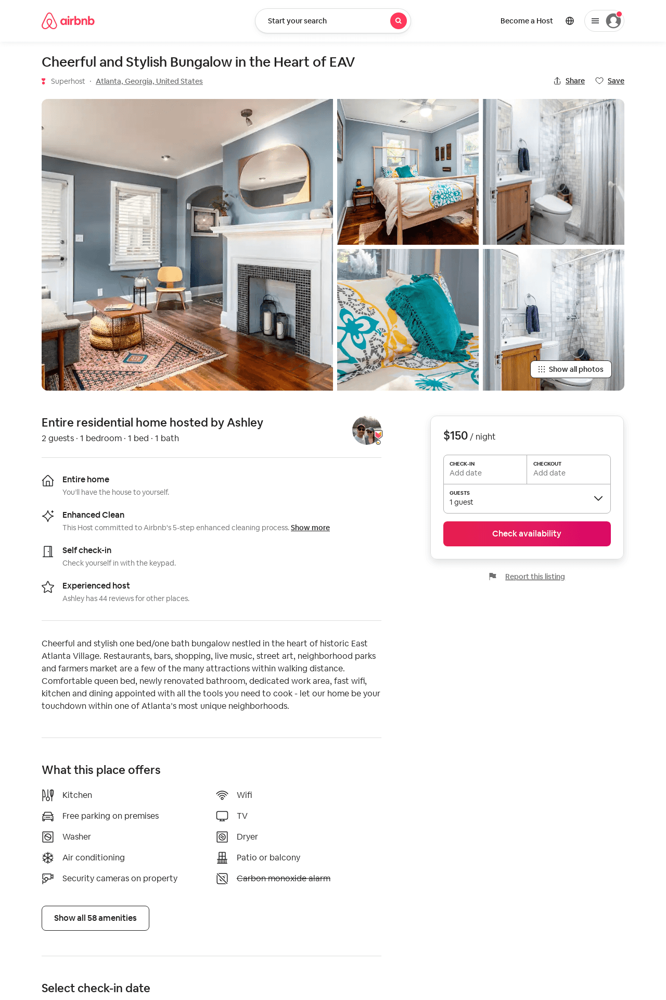 airbnb
Start your search
Become a Host
Cheerful and Stylish Bungalow in the Heart of EAV
Superhost · Atlanta, Georgia, United States
Share
Save
Show all photos
Entire residential home hosted by Ashley
2 guests · 1 bedroom · 1 bed · 1 bath
Entire home
You’ll have the house to yourself.
Enhanced Clean
This Host committed to Airbnb's 5-step enhanced cleaning process. Show more
Self check-in
Check yourself in with the keypad.
Experienced host
Ashley has 44 reviews for other places.
$150 / night
CHECK-IN
Add date
CHECKOUT
Add date
GUESTS
1 guest
Check availability
Report this listing
Cheerful and stylish one bed/one bath bungalow nestled in the heart of historic East
Atlanta Village. Restaurants, bars, shopping, live music, street art, neighborhood parks
and farmers market are a few of the many attractions within walking distance.
Comfortable queen bed, newly renovated bathroom, dedicated work area, fast wifi,
kitchen and dining appointed with all the tools you need to cook - let our home be your
touchdown within one of Atlanta’s most unique neighborhoods.
What this place offers
Kitchen
Wifi
Free parking on premises
TV
Washer
Dryer
Air conditioning
Patio or balcony
Security cameras on property
Carbon monoxide alarm
Show all 58 amenities
Select check-in date